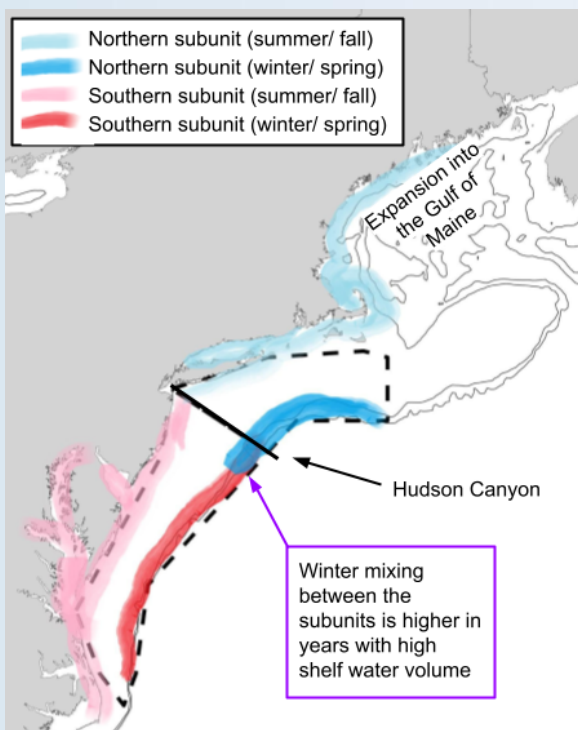 Northern subunit (summer/ fall)
Northern subunit (winter/ spring)
Southern subunit (summer/ fall)
Southern subunit (winter/ spring)
Expansion into
the Gulf of
Maine
Hudson Canyon
Winter mixing
between the
subunits is higher in
years with high
shelf water volume